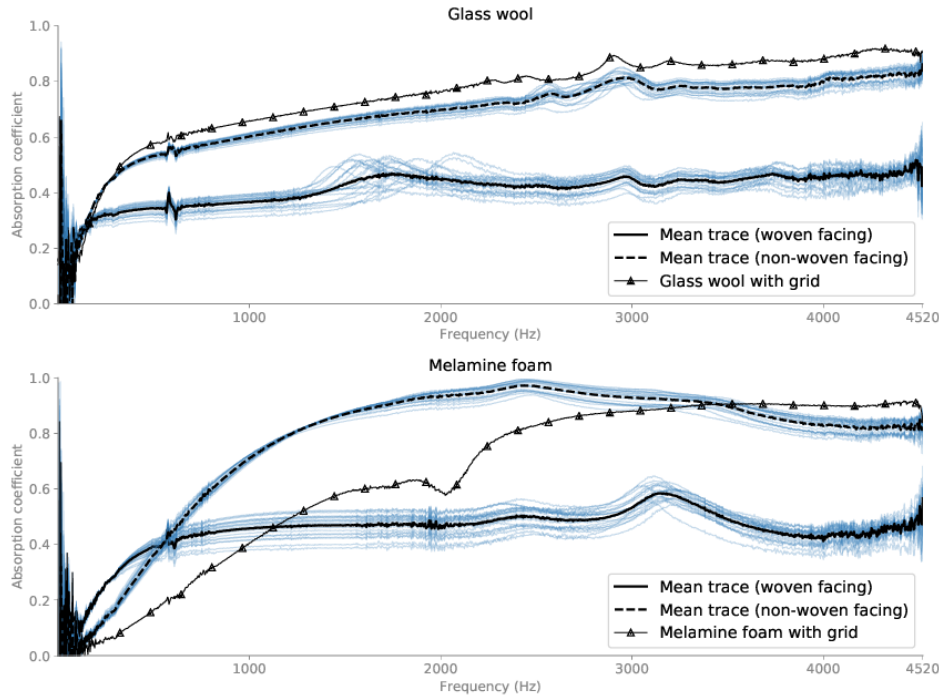 Glass wool
1.0
0.8
0.6
0.4
0.2
0.0
Absorption coefficient
Mean trace (woven facing)
Mean trace (non-woven facing)
Glass wool with grid
1000
2000
3000
4000
4520
Frequency (Hz)
Melamine foam
1.0
0.8
0.6
0.4
0.2
0.0
Absorption coefficient
Mean trace (woven facing)
Mean trace (non-woven facing)
Melamine foam with grid
1000
2000
3000
4000
4520
Frequency (Hz)